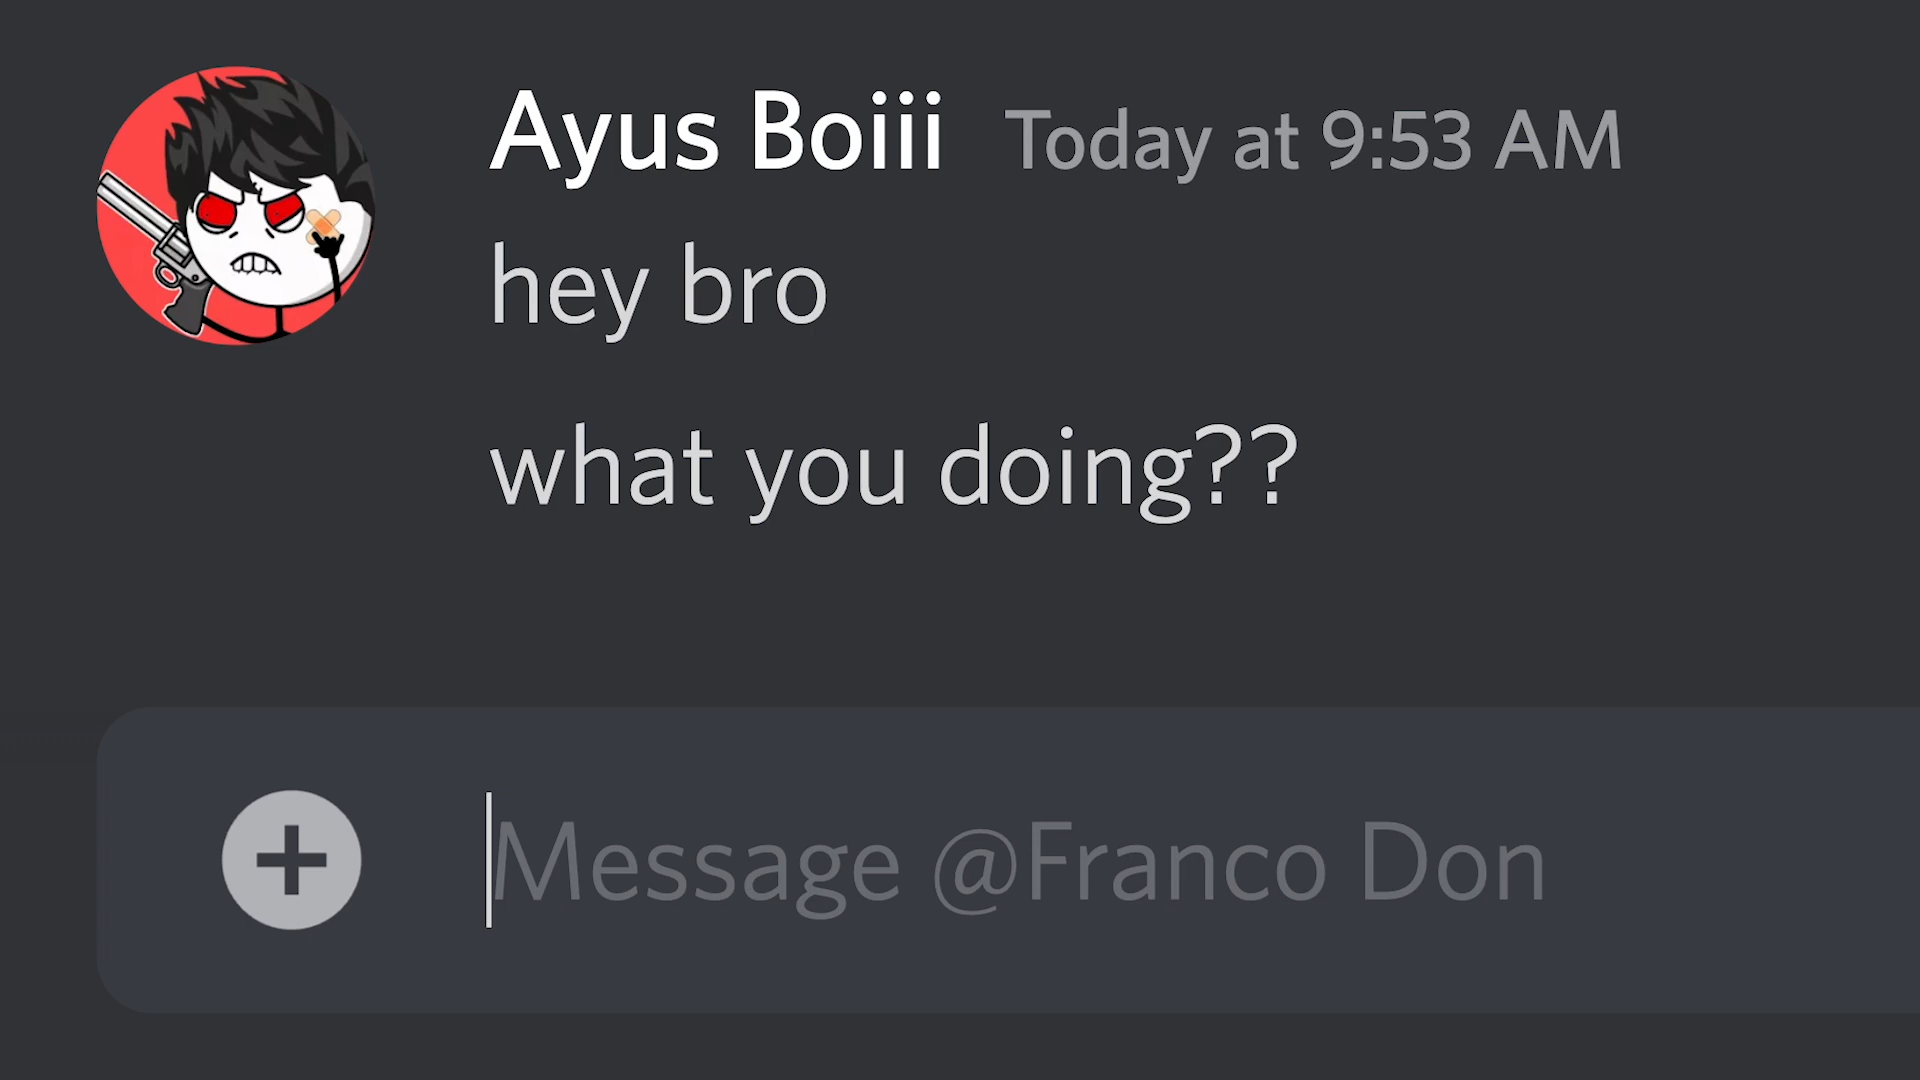 Ayus Boiii Today at 9:53 AM
hey bro
what you doing??
Message @Franco Don